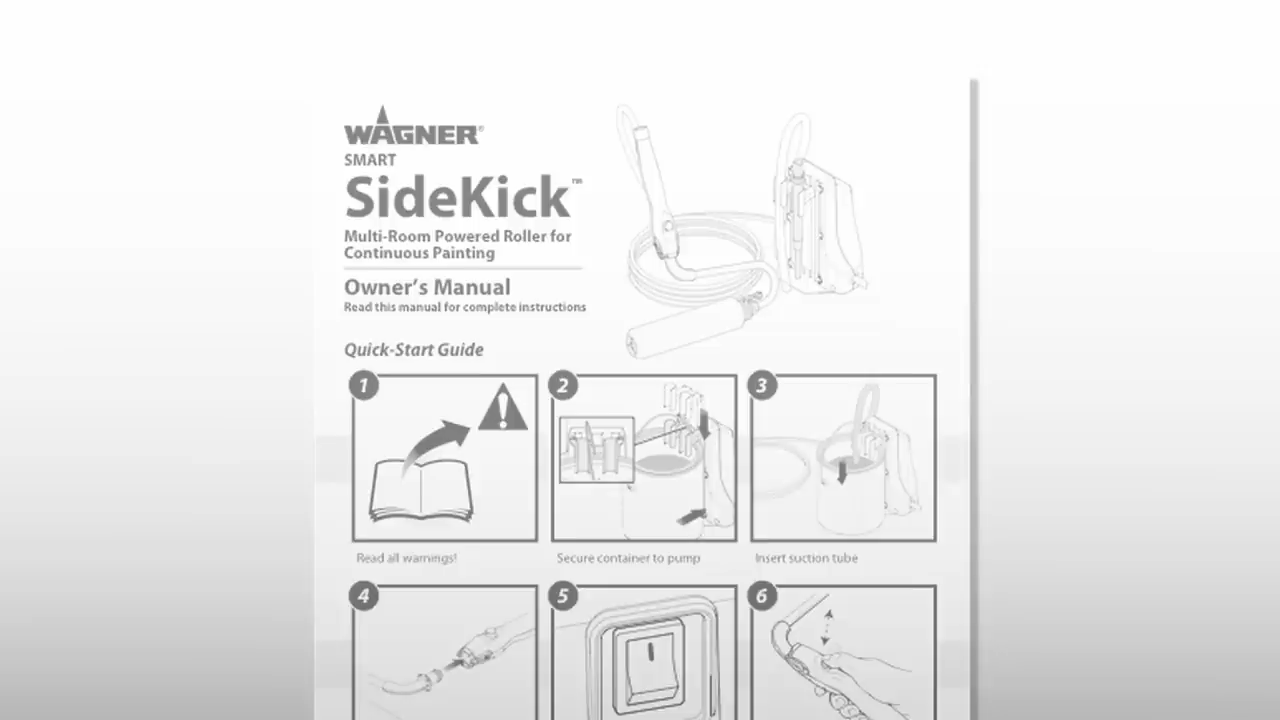 WAGNER®
SMART
SideKick™
Multi-Room Powered Roller for
Continuous Painting
Owner's Manual
Read this manual for complete instructions
Quick-Start Guide
1
2
3
Read all warnings!
Secure container to pump
Insert suction tube
4
5
6